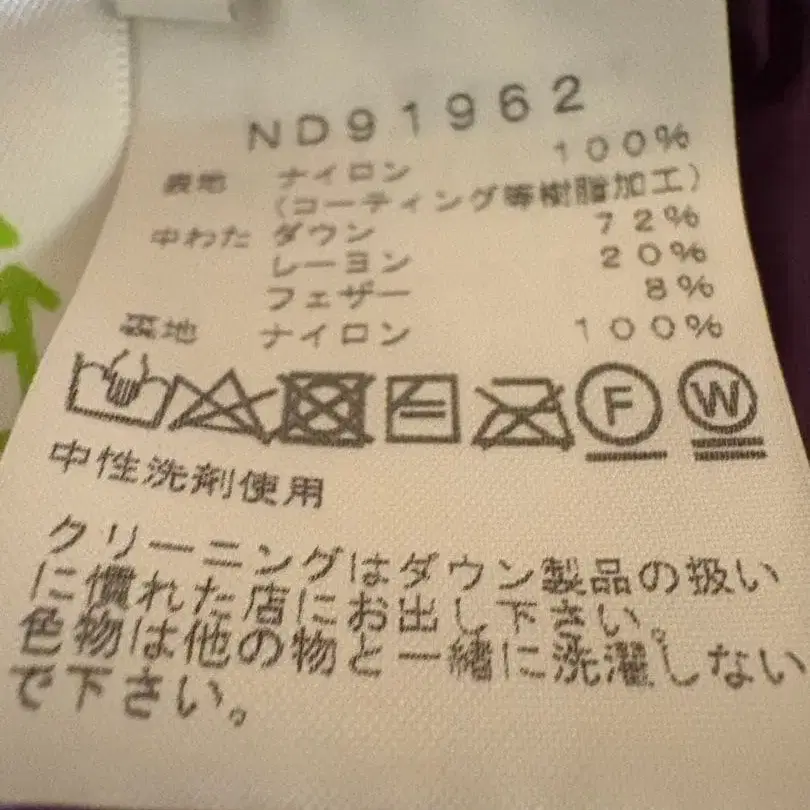 ND91962
表地 ナイロン 100%
(コーティング等樹脂加工)
中わた ダウン 72%
レーヨン 20%
フェザー 8%
裏地 ナイロン 100%
F W
中性洗剤使用
クリーニングはダウン製品の扱い
に慣れた店にお出し下さい。
色物は他の物と一緒に洗濯しない
で下さい。